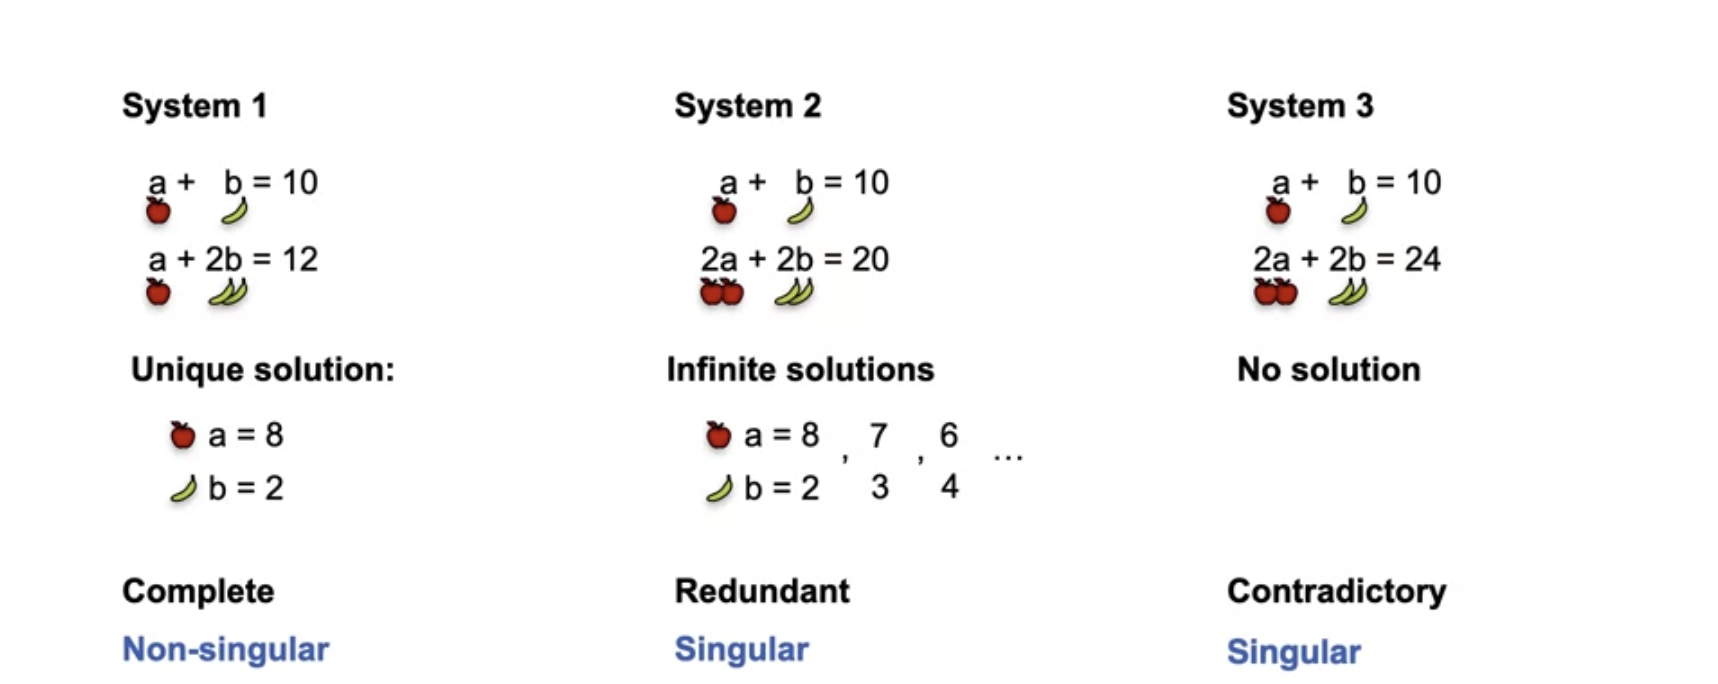 System 1
a + b = 10
a + 2b = 12
Unique solution:
a = 8
b = 2
Complete
Non-singular
System 2
a + b = 10
2a + 2b = 20
Infinite solutions
a = 8 , 7 , 6 ...
b = 2 3 4
Redundant
Singular
System 3
a + b = 10
2a + 2b = 24
No solution
Contradictory
Singular